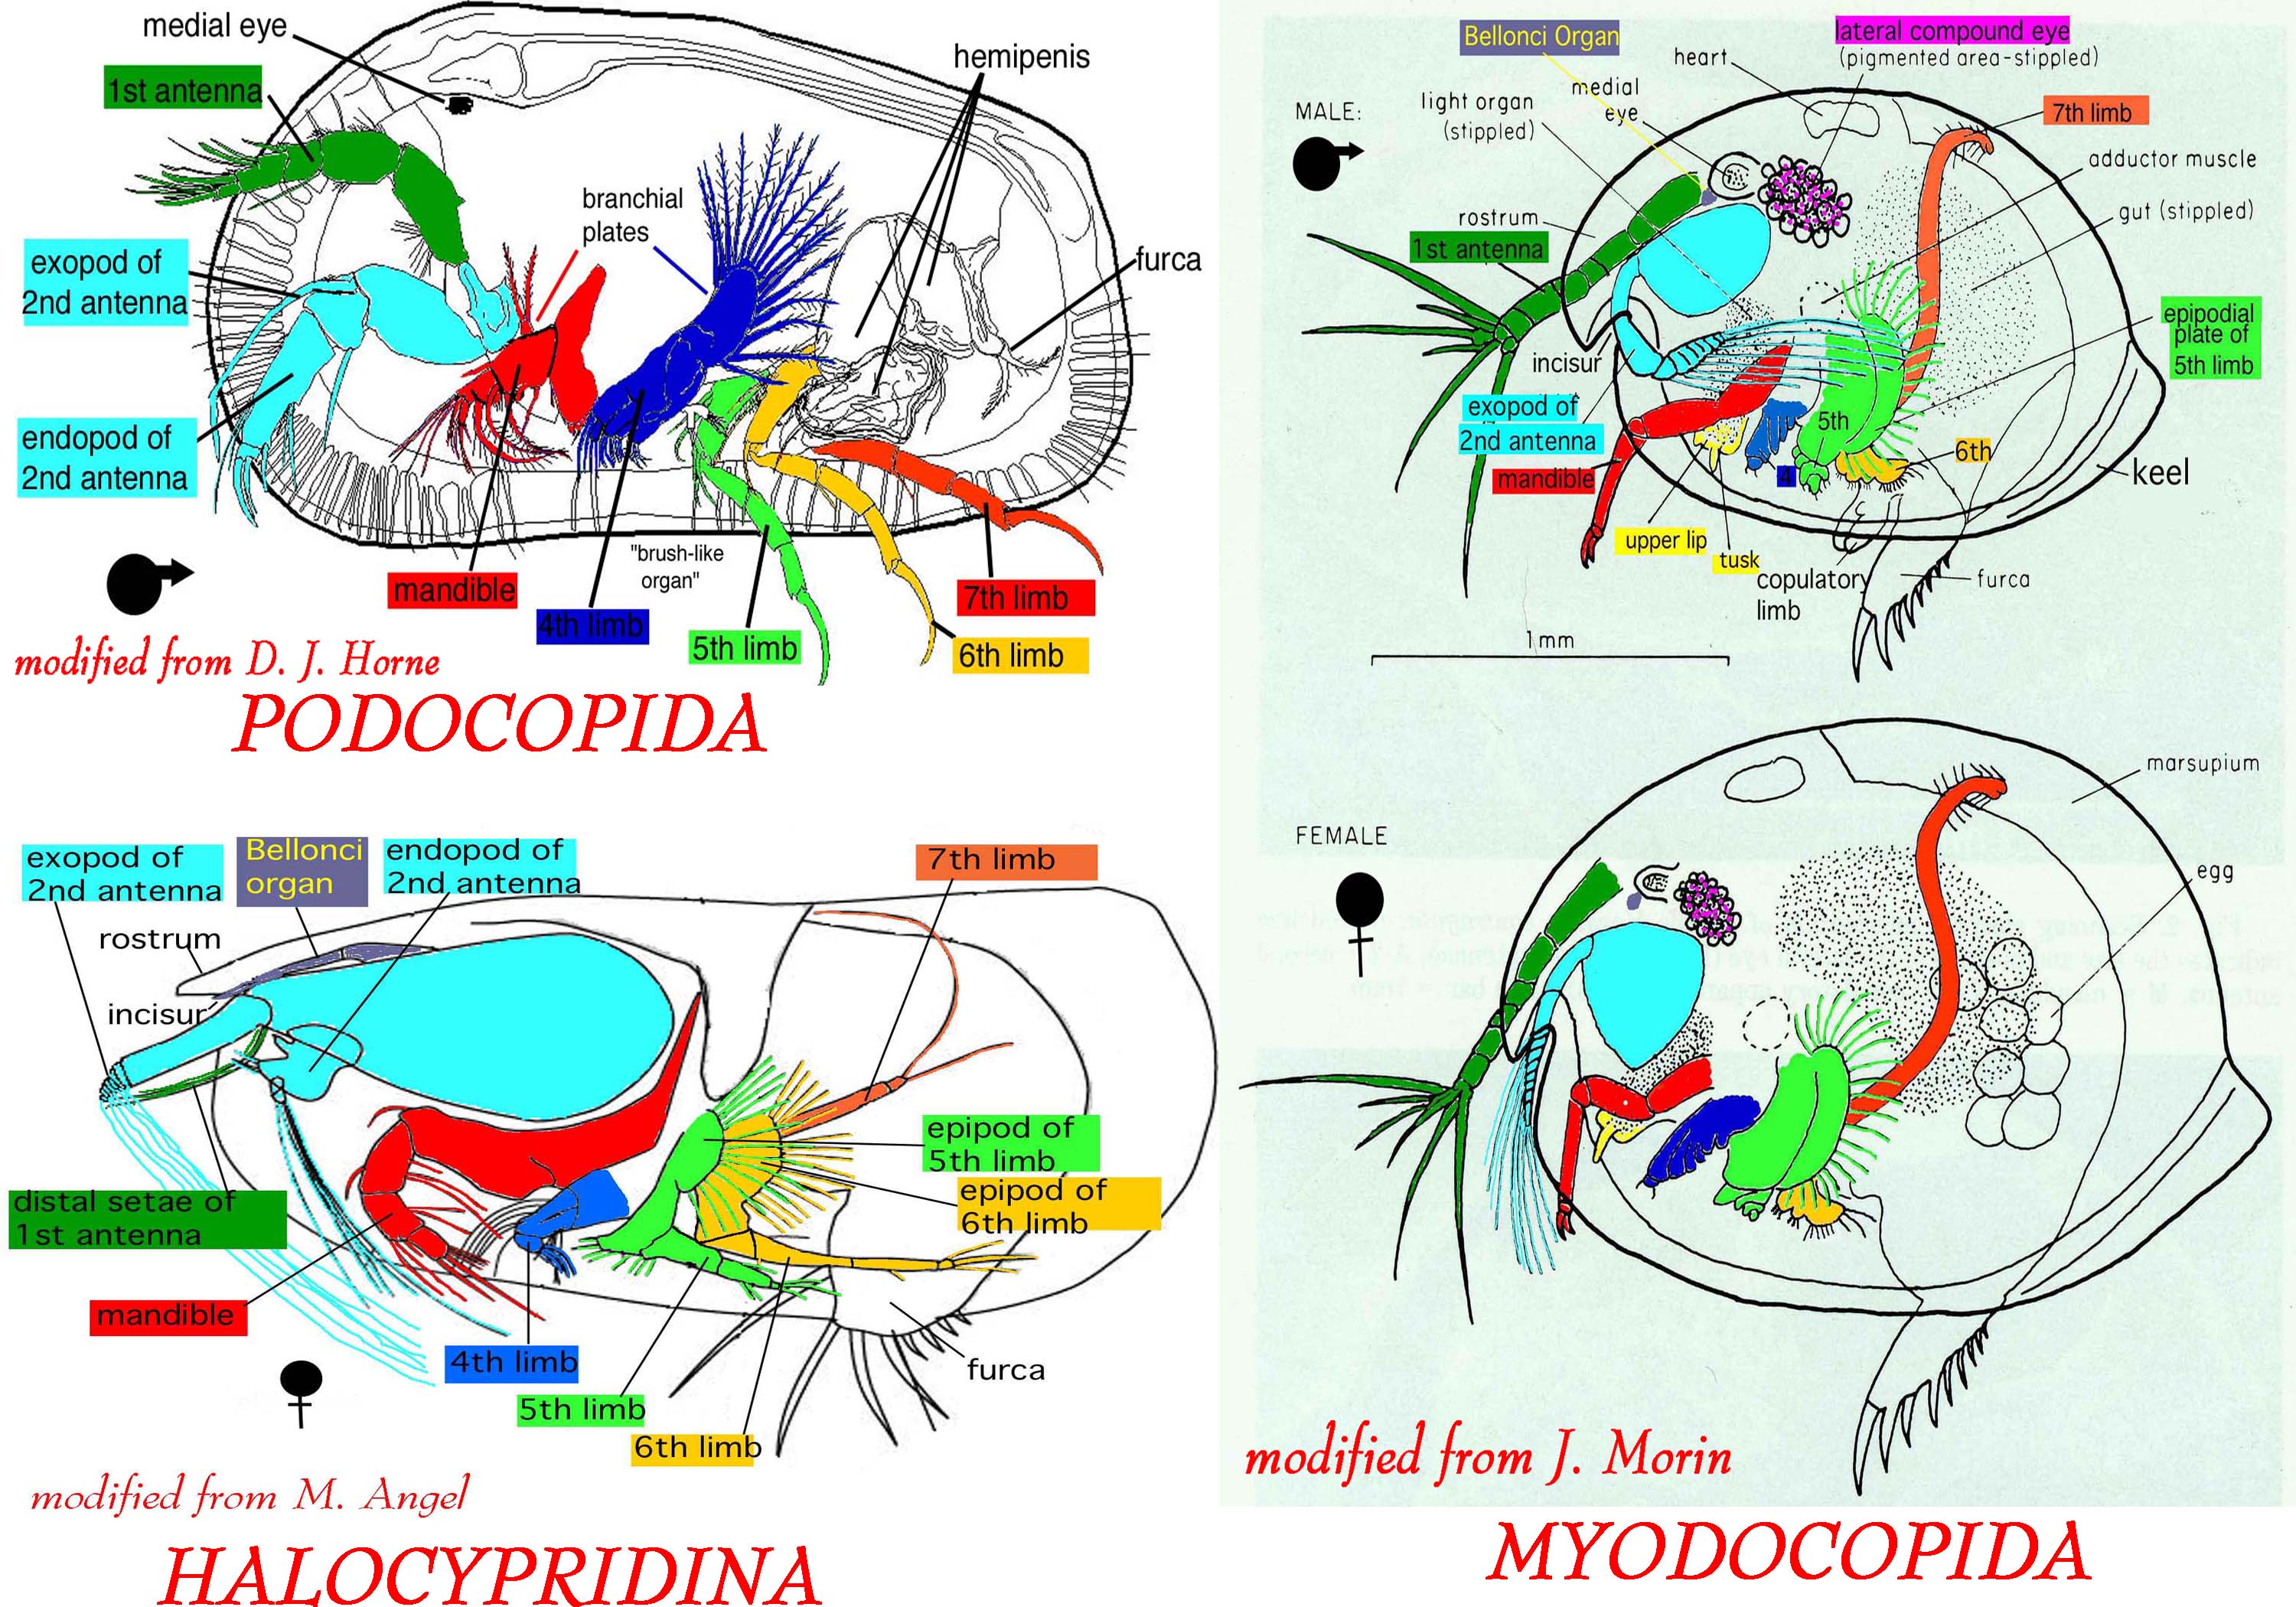 medial eye
1st antenna
hemipenis
branchial
plates
furca
exopod of
2nd antenna
endopod of
2nd antenna
mandible
"brush-like
organ"
4th limb
5th limb
6th limb
7th limb
modified from D. J. Horne
PODOCOPIDA
exopod of
2nd antenna
Bellonci
organ
endopod of
2nd antenna
7th limb
rostrum
incisur
epipod of
5th limb
epipod of
6th limb
distal setae of
1st antenna
mandible
4th limb
5th limb
6th limb
furca
modified from M. Angel
HALOCYPRIDINA
Bellonci Organ
lateral compound eye
(pigmented area-stippled)
heart
medial
eye
light organ
(stippled)
MALE:
7th limb
adductor muscle
gut (stippled)
rostrum
1st antenna
epipodial
plate of
5th limb
incisur
exopod of
2nd antenna
5th
6th
4
mandible
keel
upper lip
tusk
copulatory
limb
furca
1mm
marsupium
FEMALE
egg
modified from J. Morin
MYODOCOPIDA